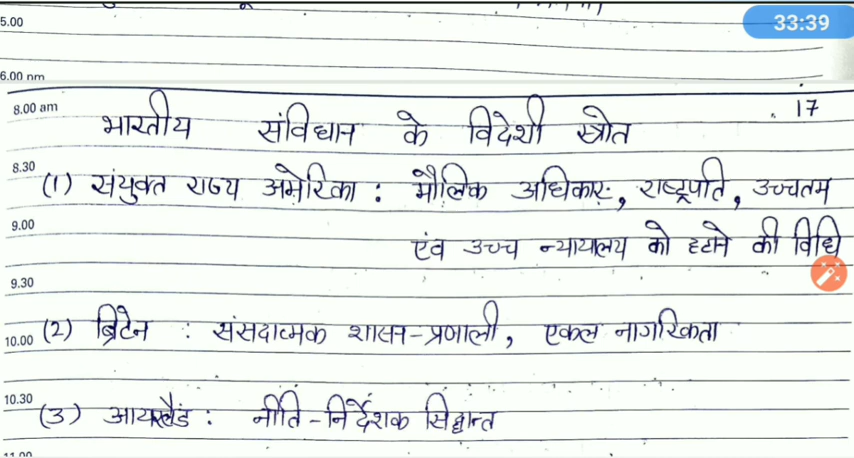 5.00
33:39
6.00 pm
8.00 am
17
भारतीय संविधान के विदेशी स्त्रोत
8.30
(1) संयुक्त राज्य अमेरिका : मौलिक अधिकार, राष्ट्रपति, उच्चतम
9.00
एंव उच्च न्यायालय को हटाने की विधि
9.30
10.00
(2) ब्रिटेन : संसदात्मक शासन-प्रणाली, एकल नागरिकता
10.30
(3) आयरलैंड : नीति-निर्देशक सिद्धान्त
11.00